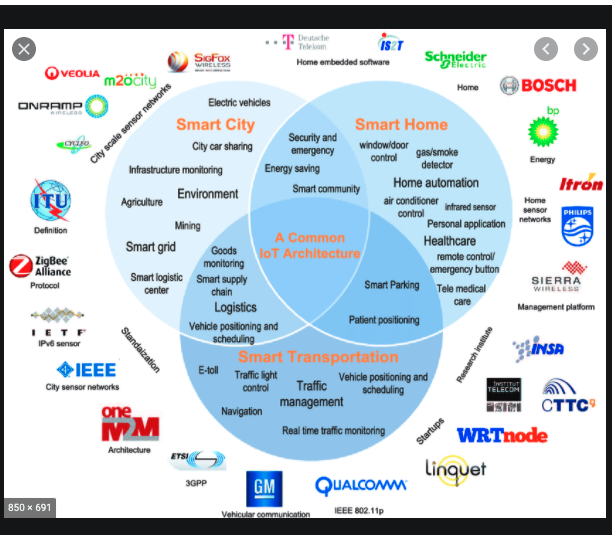 Deutsche
Telekom
IS2T
SIGFOX
WIRELESS
Home embedded software
Schneider
Electric
VEOLIA
m2ocity
Home
BOSCH
ONRAMP
WIRELESS
City scale sensor networks
Electric vehicles
Smart City
Smart Home
bp
City car sharing
Security and
emergency
window/door
control
gas/smoke
detector
Energy
Infrastructure monitoring
Energy saving
Home automation
Itron
Environment
Smart community
Agriculture
air conditioner
control
infrared sensor
Home
sensor
networks
PHILIPS
ITU
Definition
Mining
Personal application
Smart grid
A Common
IoT Architecture
Healthcare
Goods
monitoring
remote control/
emergency button
ZigBee
Alliance
Protocol
Smart logistic
center
Smart supply
chain
Smart Parking
Tele medical
care
SIERRA
WIRELESS
Management platform
Logistics
Patient positioning
I E T F
IPv6 sensor
Vehicle positioning and
scheduling
Standaization
Research institute
INSA
Smart Transportation
IEEE
City sensor networks
E-toll
Traffic light
control
Vehicle positioning and
scheduling
Traffic
management
INSTITUT
TELECOM
CTTC
Navigation
one
M2M
Architecture
Real time traffic monitoring
Startups
WRTnode
ETSI
3GPP
Linquet
GM
Vehicular communication
QUALCOMM
IEEE 802.11p
850 × 691